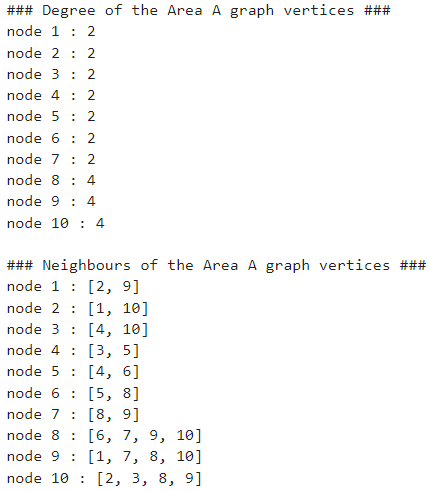 ### Degree of the Area A graph vertices ###
node 1 : 2
node 2 : 2
node 3 : 2
node 4 : 2
node 5 : 2
node 6 : 2
node 7 : 2
node 8 : 4
node 9 : 4
node 10 : 4
### Neighbours of the Area A graph vertices ###
node 1 : [2, 9]
node 2 : [1, 10]
node 3 : [4, 10]
node 4 : [3, 5]
node 5 : [4, 6]
node 6 : [5, 8]
node 7 : [8, 9]
node 8 : [6, 7, 9, 10]
node 9 : [1, 7, 8, 10]
node 10 : [2, 3, 8, 9]